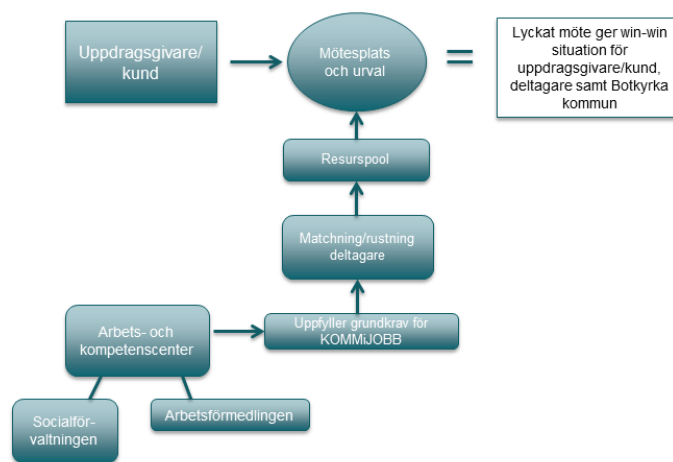 Uppdragsgivare/
kund
Mötesplats
och urval
Lyckat möte ger win-win
situation för
uppdragsgivare/kund,
deltagare samt Botkyrka
kommun
Resurspool
Matchning/rustning
deltagare
Uppfyller grundkrav för
KOMMiJOBB
Arbets- och
kompetenscenter
Socialför-
valtningen
Arbetsförmedlingen